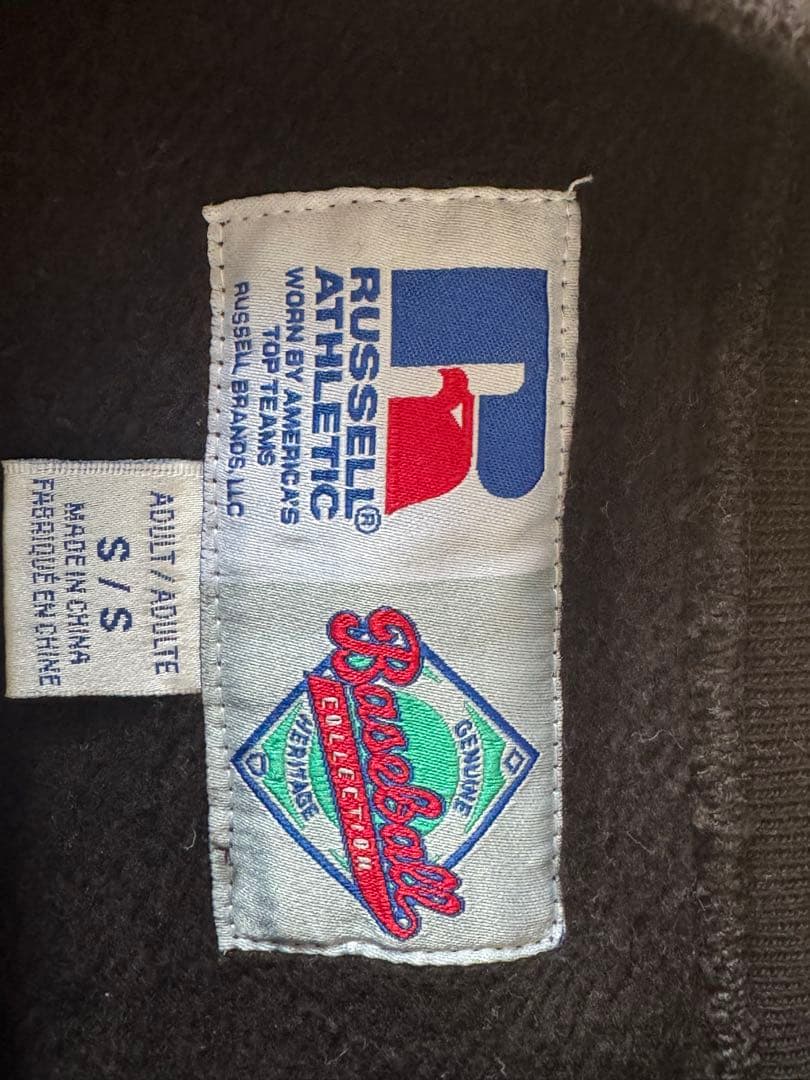 RUSSELL®
ATHLETIC
WORN BY AMERICA'S
TOP TEAMS
RUSSELL BRANDS, LLC
GENUINE
Baseball
COLLECTION
HERITAGE
ADULT/ADULTE
S/S
MADE IN CHINA
FABRIQUÉ EN CHINE